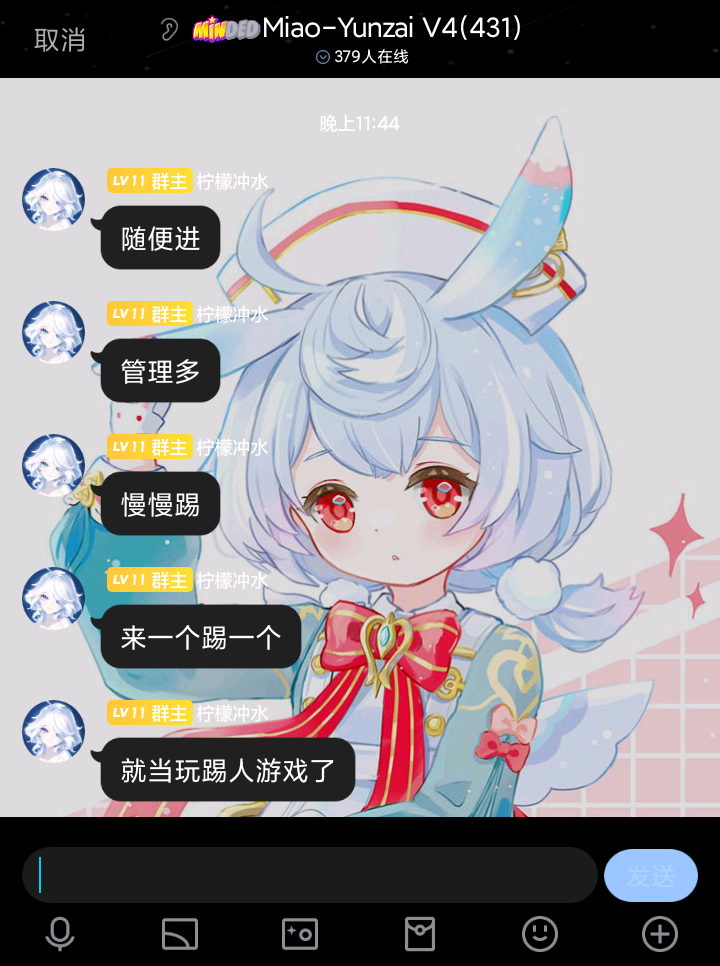 取消
MiNDED Miao-Yunzai V4(431)
379人在线
晚上11:44
LV11 群主 柠檬冲水
随便进
LV11 群主 柠檬冲水
管理多
LV11 群主 柠檬冲水
慢慢踢
LV11 群主 柠檬冲水
来一个踢一个
LV11 群主 柠檬冲水
就当玩踢人游戏了
发送